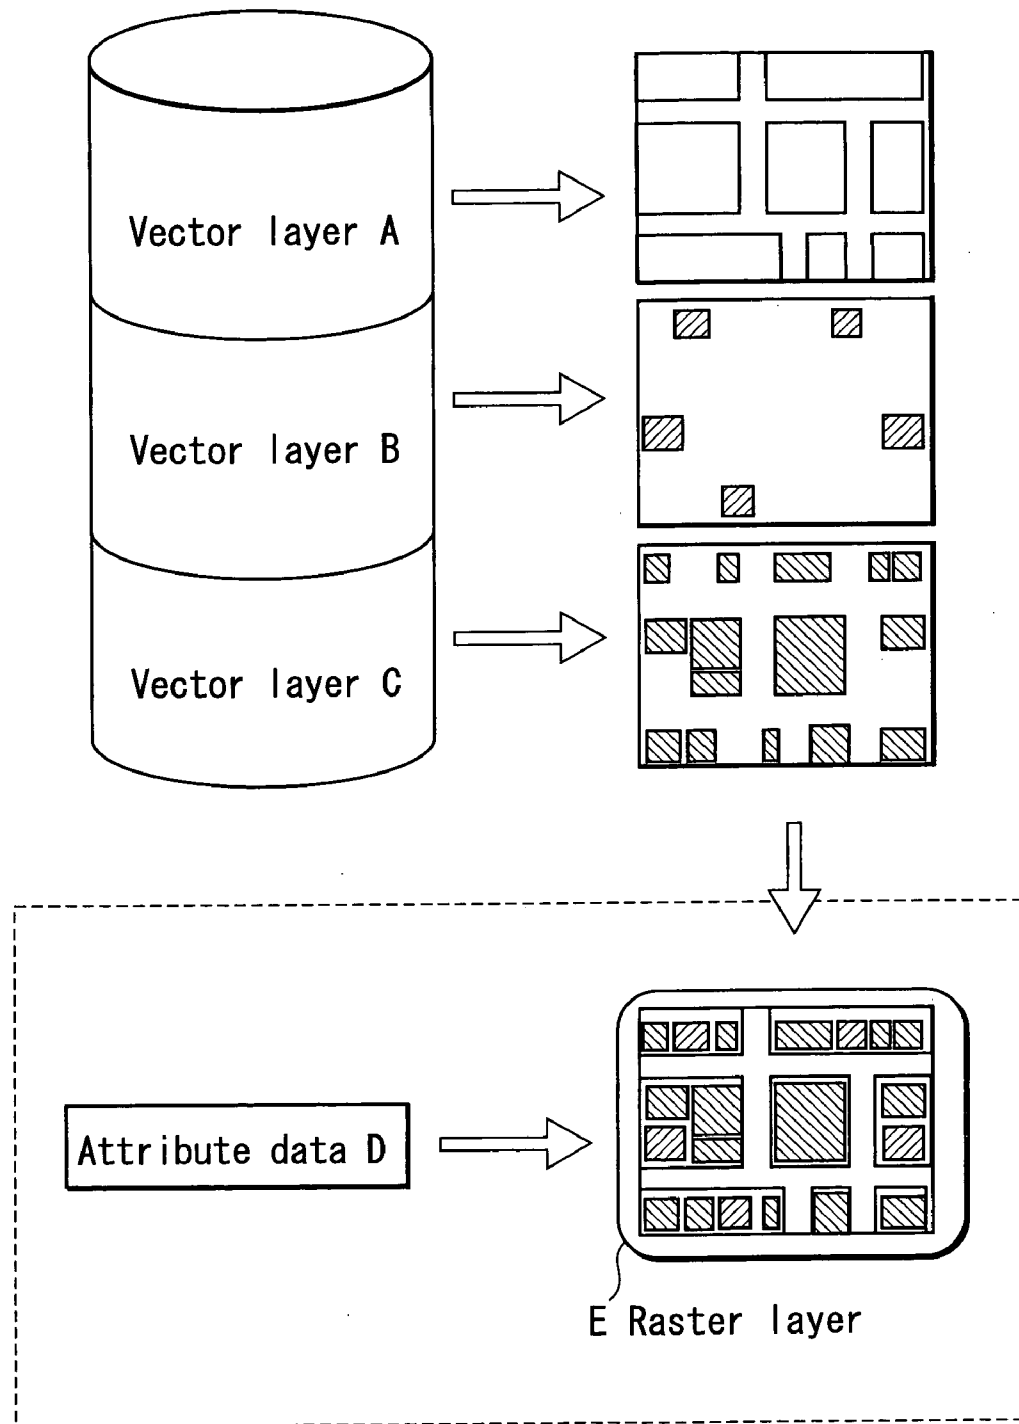 Vector layer A
Vector layer B
Vector layer C
Attribute data D
E Raster layer